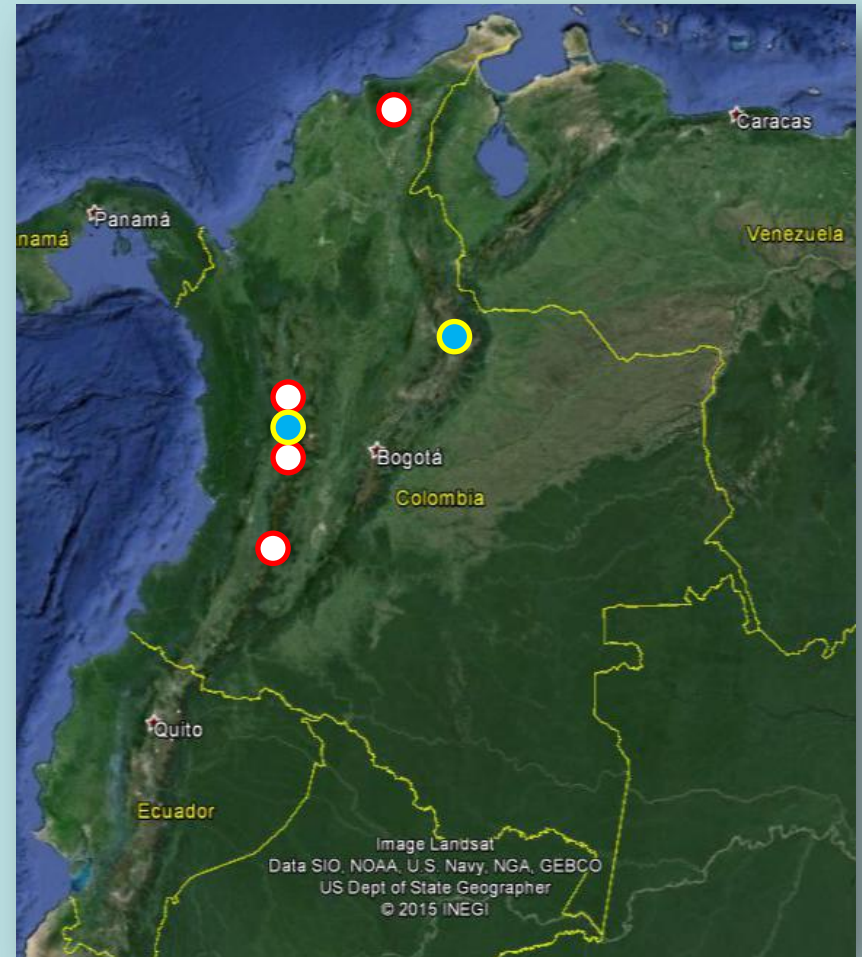 Caracas
Panamá
namá
Venezuela
Bogotá
Colombia
Quito
Ecuador
Image Landsat
Data SIO, NOAA, U.S. Navy, NGA, GEBCO
US Dept of State Geographer
© 2015 INEGI